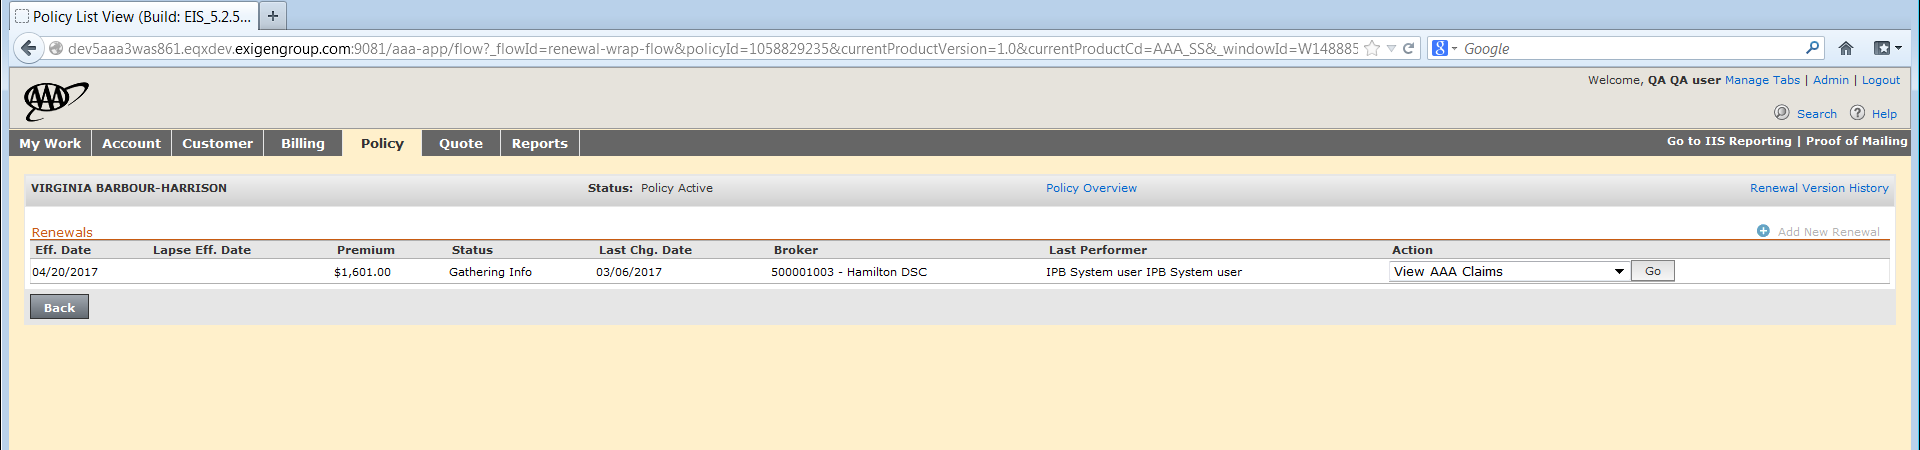 Policy List View (Build: EIS_5.2.5...
dev5aaa3was861.eqxdev.exigengroup.com:9081/aaa-app/flow?_flowId=renewal-wrap-flow&policyId=1058829235&currentProductVersion=1.0&currentProductCd=AAA_SS&_windowId=W148885 Google
Welcome, QA QA user Manage Tabs | Admin | Logout
AAA
Search Help
My Work Account Customer Billing Policy Quote Reports Go to IIS Reporting | Proof of Mailing
VIRGINIA BARBOUR-HARRISON Status: Policy Active Policy Overview Renewal Version History
Renewals Add New Renewal
Eff. Date Lapse Eff. Date Premium Status Last Chg. Date Broker Last Performer Action
04/20/2017 $1,601.00 Gathering Info 03/06/2017 500001003 - Hamilton DSC IPB System user IPB System user View AAA Claims Go
Back